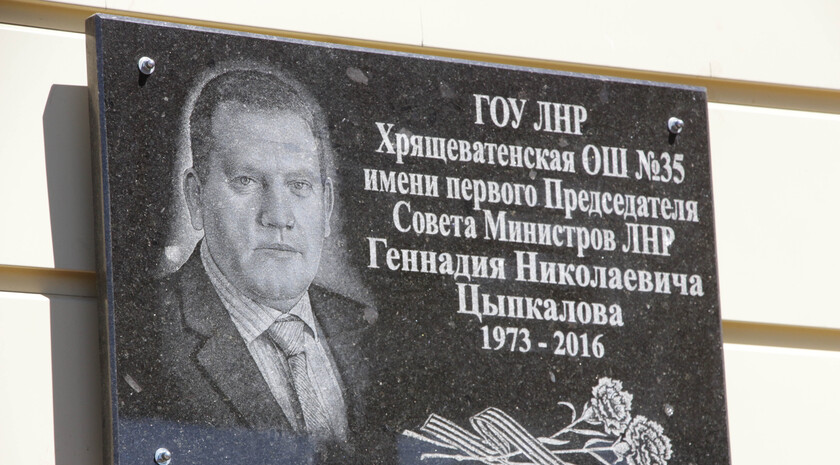 ГОУ ЛНР
Хрящеватенская ОШ №35
имени первого Председателя
Совета Министров ЛНР
Геннадия Николаевича
Цыпкалова
1973 - 2016